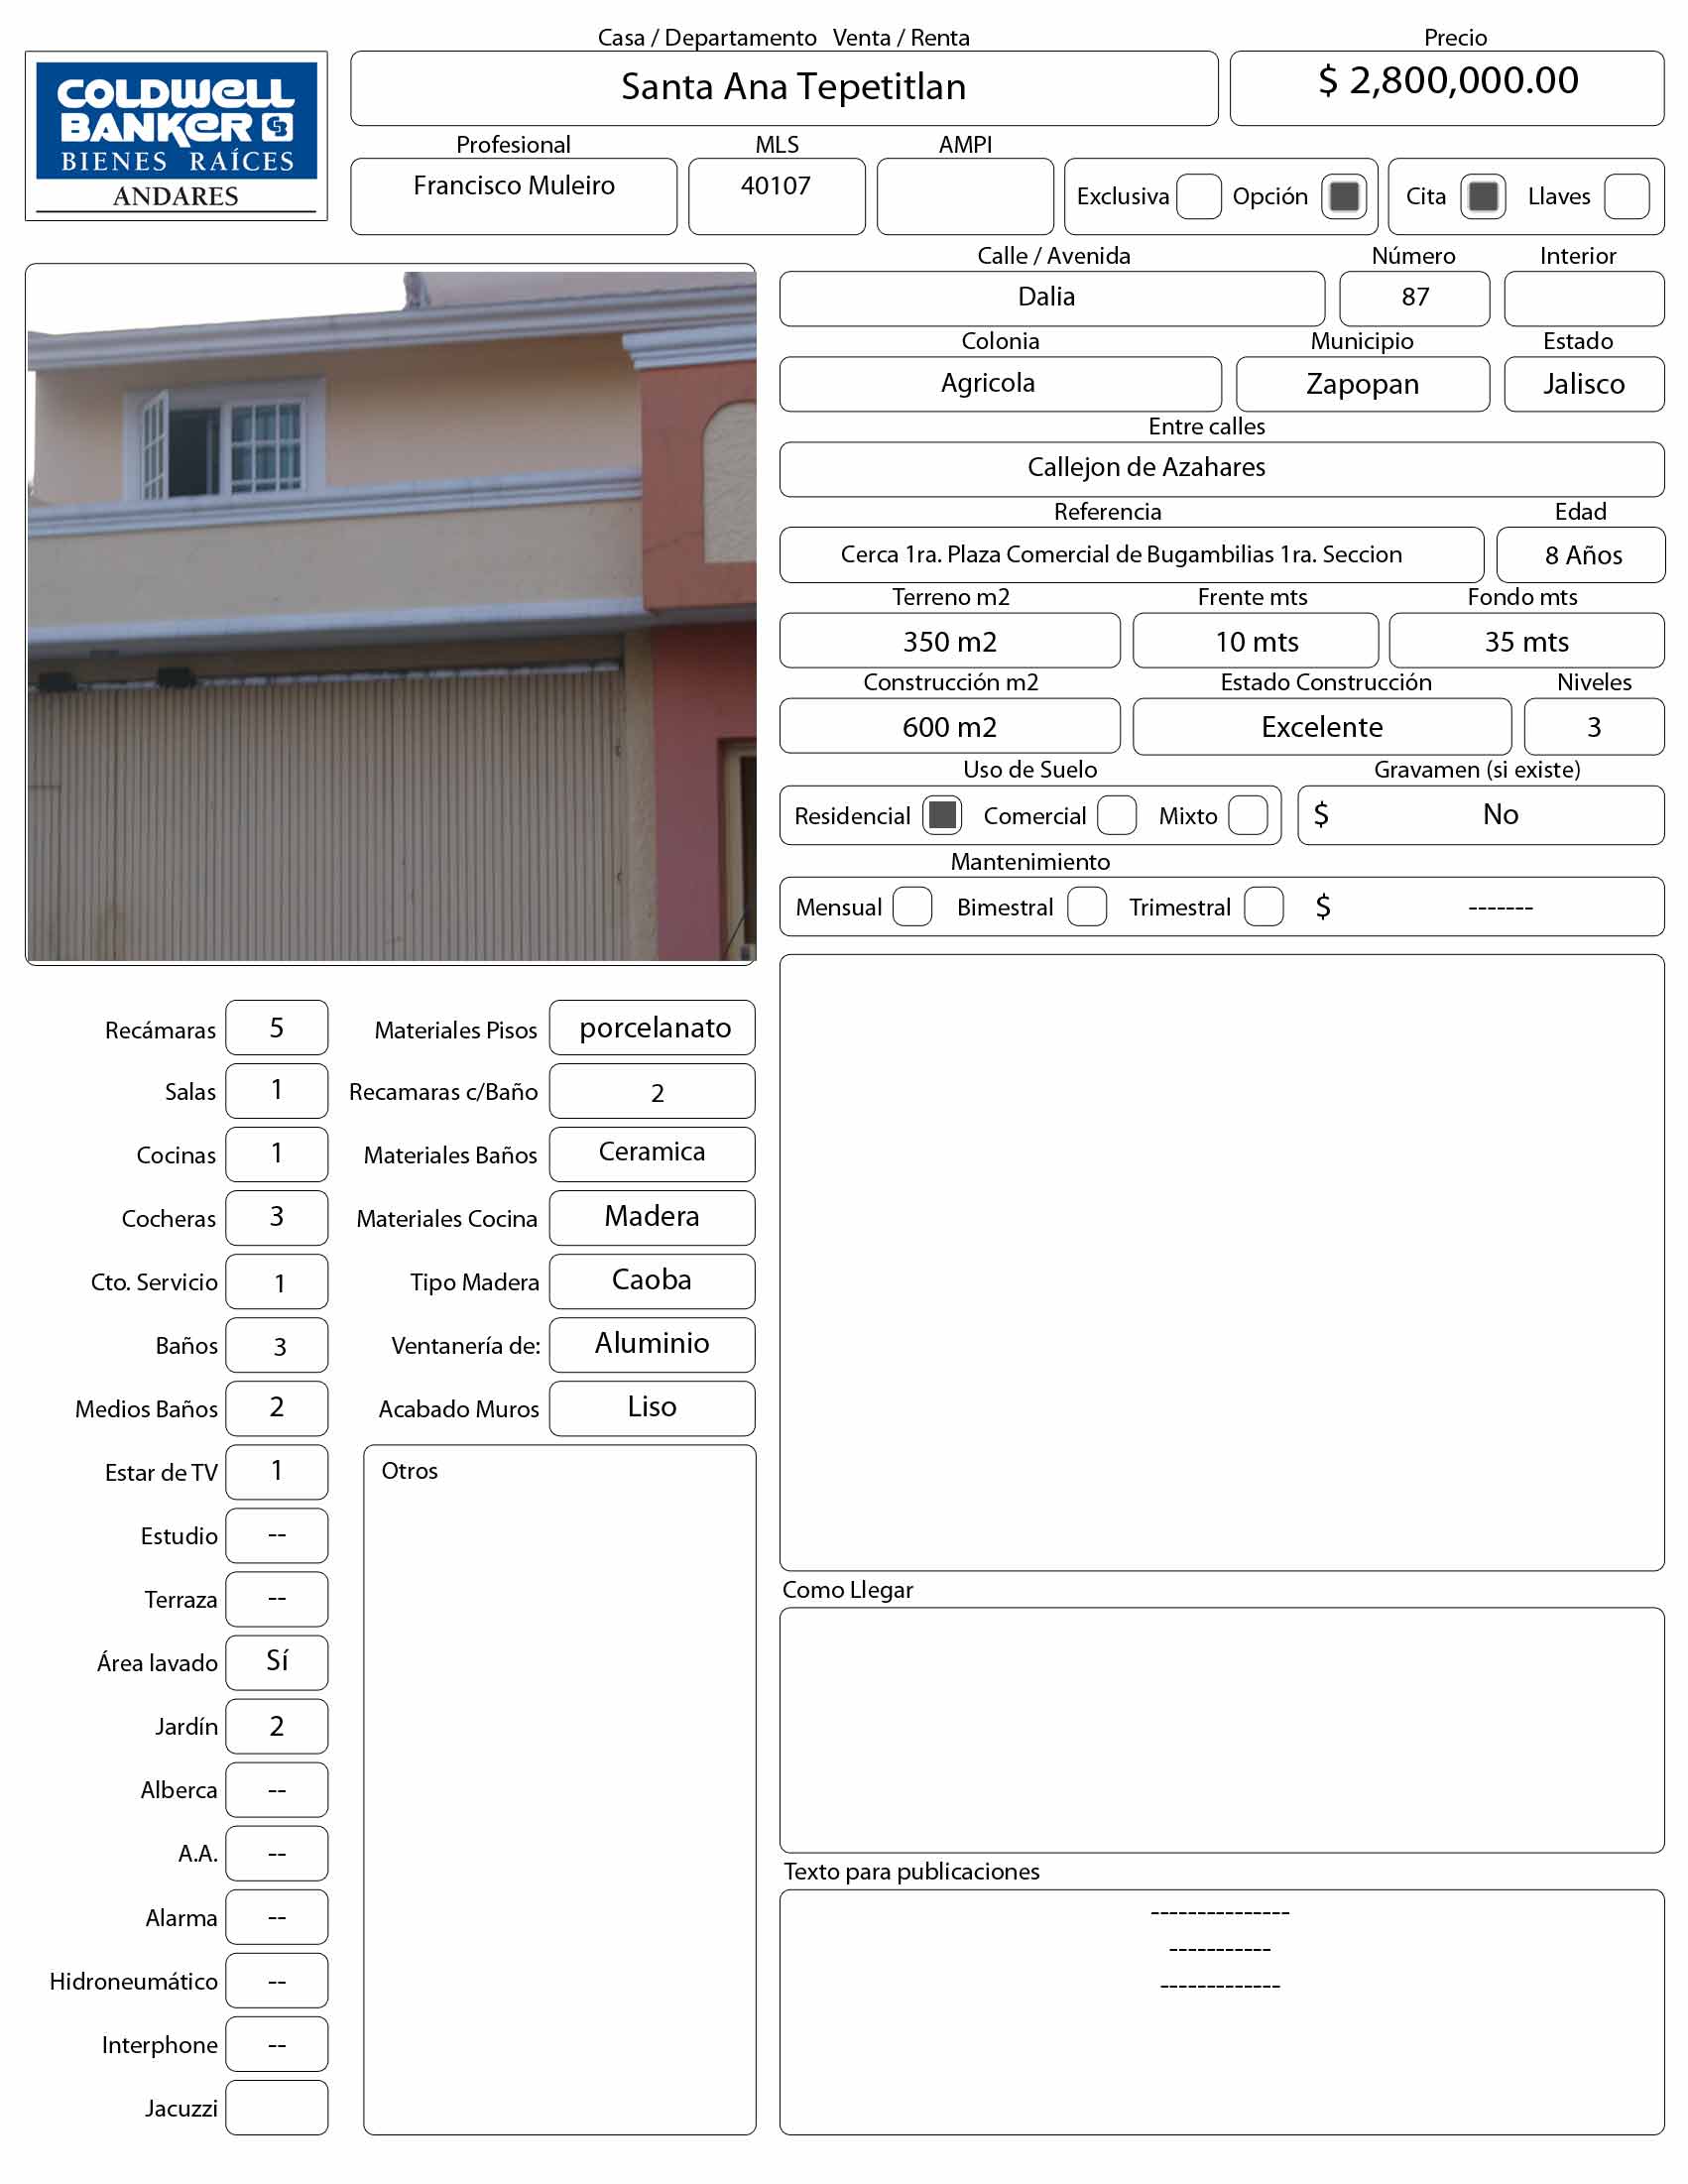 Casa / Departamento Venta / Renta
Precio
COLDWELL
BANKER CB
BIENES RAÍCES
ANDARES
Santa Ana Tepetitlan
$ 2,800,000.00
Profesional MLS AMPI
Francisco Muleiro
40107
Exclusiva Opción
Cita Llaves
Calle / Avenida Número Interior
Dalia 87
Colonia Municipio Estado
Agricola Zapopan Jalisco
Entre calles
Callejon de Azahares
Referencia Edad
Cerca 1ra. Plaza Comercial de Bugambilias 1ra. Seccion 8 Años
Terreno m2 Frente mts Fondo mts
350 m2 10 mts 35 mts
Construcción m2 Estado Construcción Niveles
600 m2 Excelente 3
Uso de Suelo Gravamen (si existe)
Residencial Comercial Mixto $ No
Mantenimiento
Mensual Bimestral Trimestral $ -------
Recámaras 5 Materiales Pisos porcelanato
Salas 1 Recamaras c/Baño 2
Cocinas 1 Materiales Baños Ceramica
Cocheras 3 Materiales Cocina Madera
Cto. Servicio 1 Tipo Madera Caoba
Baños 3 Ventanería de: Aluminio
Medios Baños 2 Acabado Muros Liso
Estar de TV 1
Estudio --
Terraza --
Área lavado Sí
Jardín 2
Alberca --
A.A. --
Alarma --
Hidroneumático --
Interphone --
Jacuzzi
Otros
Como Llegar
Texto para publicaciones
---------------
-----------
-------------